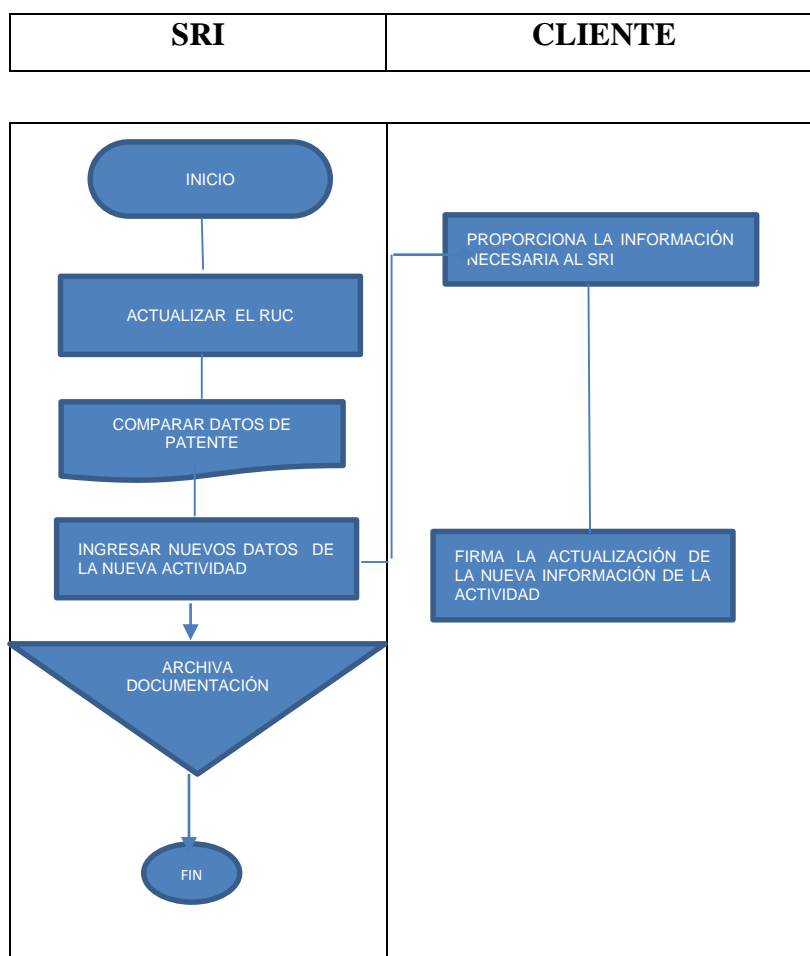 SRI
CLIENTE
INICIO
ACTUALIZAR EL RUC
COMPARAR DATOS DE
PATENTE
INGRESAR NUEVOS DATOS DE
LA NUEVA ACTIVIDAD
ARCHIVA
DOCUMENTACIÓN
FIN
PROPORCIONA LA INFORMACIÓN
NECESARIA AL SRI
FIRMA LA ACTUALIZACIÓN DE
LA NUEVA INFORMACIÓN DE LA
ACTIVIDAD